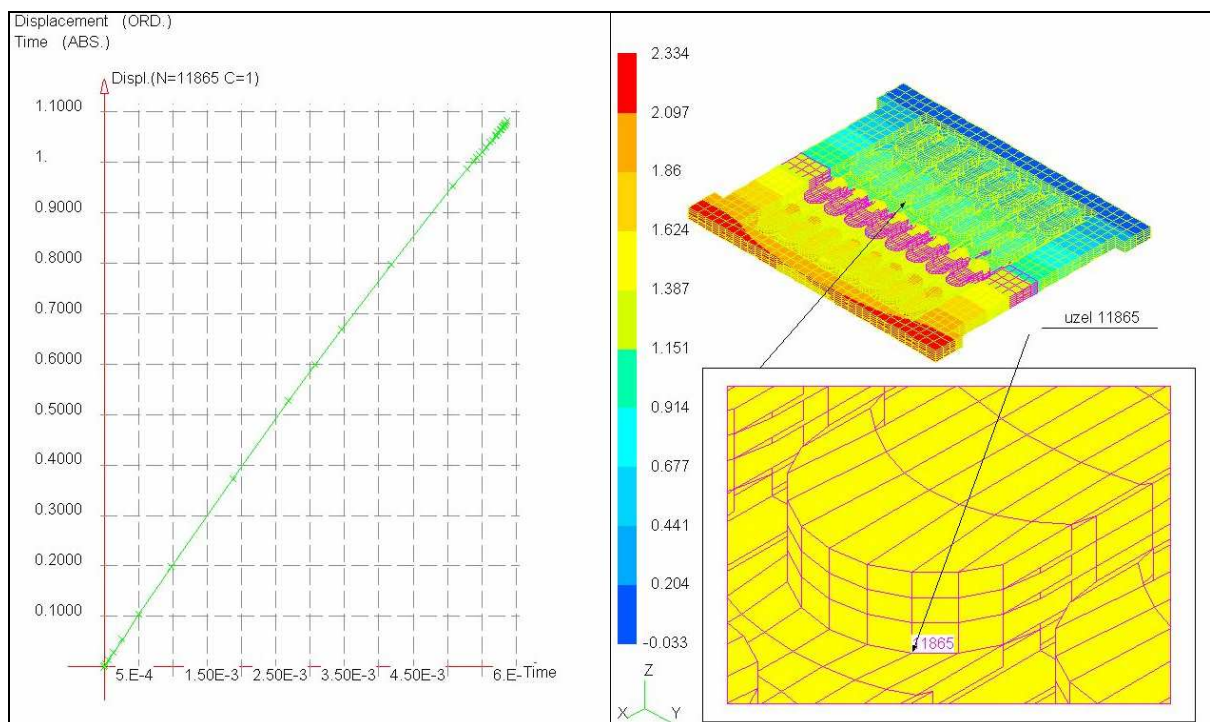 Displacement (ORD.)
Time (ABS.)
Displ.(N=11865 C=1)
1.1000
1.
0.9000
0.8000
0.7000
0.6000
0.5000
0.4000
0.3000
0.2000
0.1000
5.E-4
1.50E-3
2.50E-3
3.50E-3
4.50E-3
6.E-
Time
2.334
2.097
1.86
1.624
1.387
1.151
0.914
0.677
0.441
0.204
-0.033
Z
X
Y
uzel 11865
11865